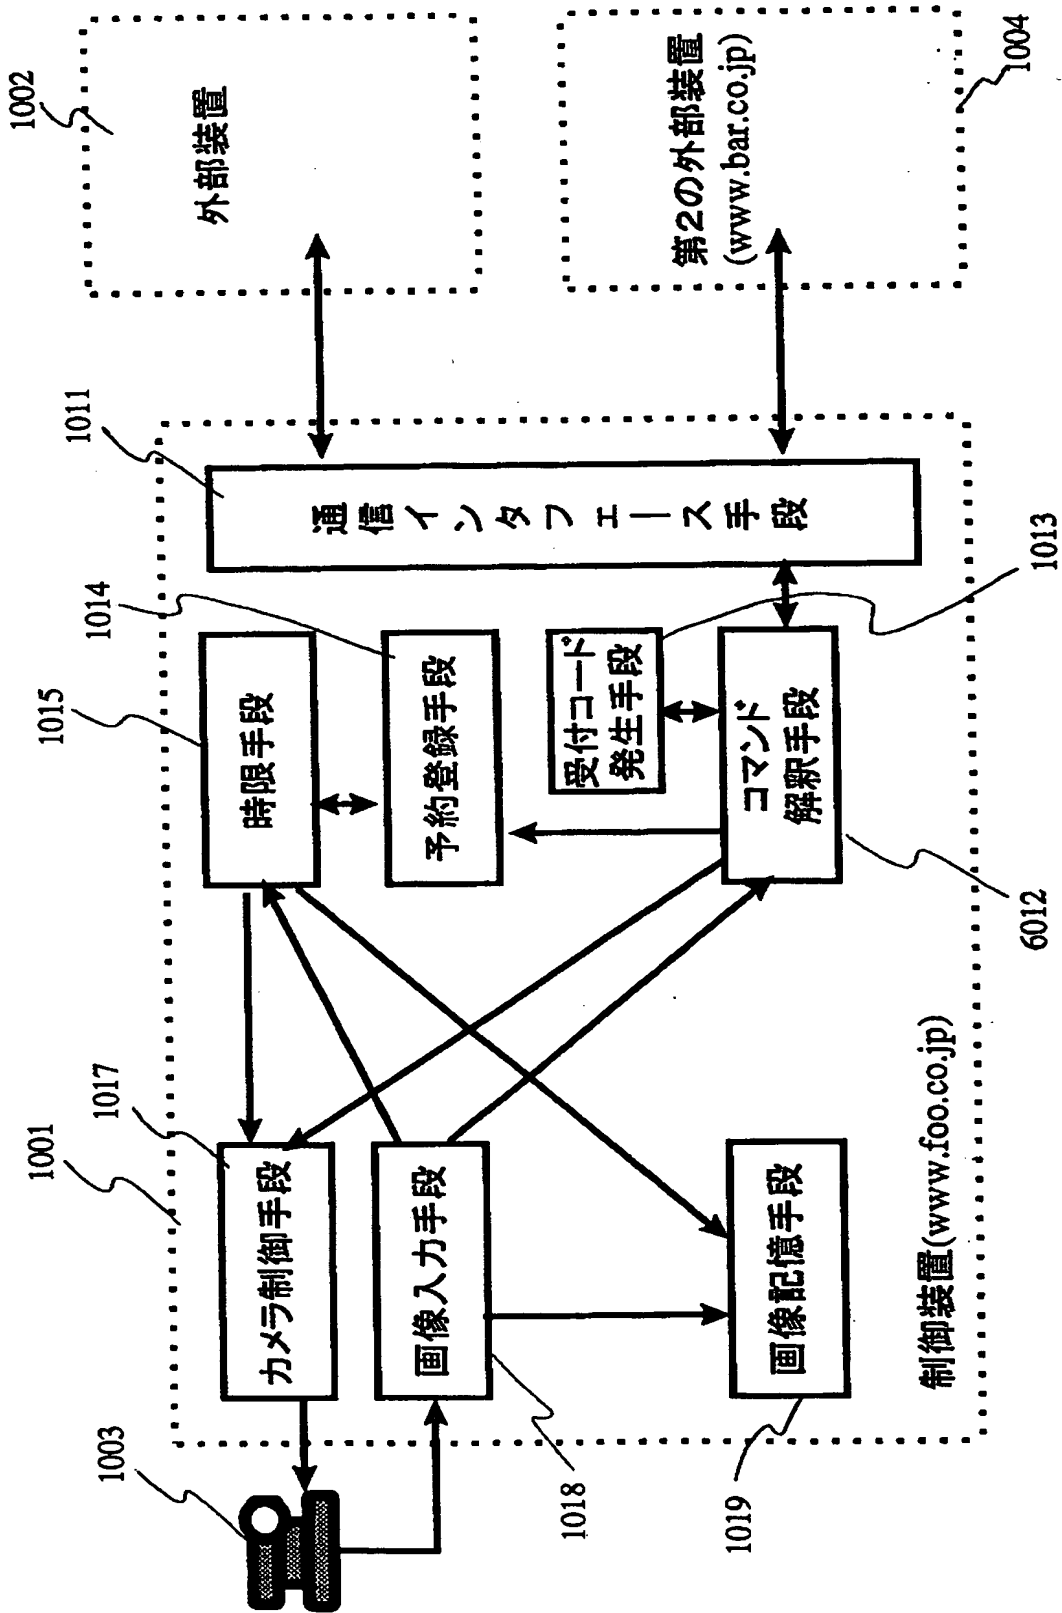 1003
1001
1017
カメラ制御手段
画像入力手段
1018
画像記憶手段
1019
制御装置(www.foo.co.jp)
1015
時限手段
1014
予約登録手段
受付コード
発生手段
1013
コマンド
解釈手段
6012
1011
通信インタフェース手段
1002
外部装置
第2の外部装置
(www.bar.co.jp)
1004